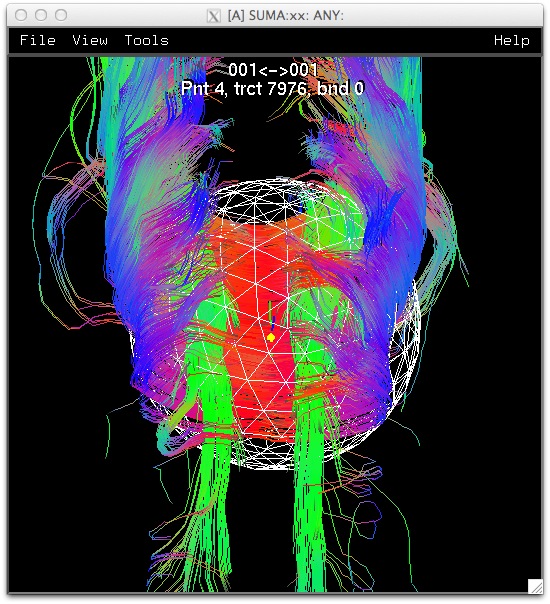 [A] SUMA:xx: ANY:
File View Tools Help
001<->001
Pnt 4, trct 7976, bnd 0